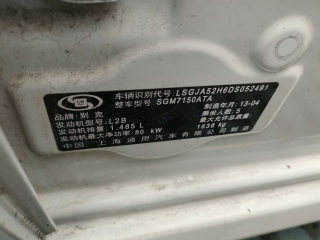 车辆识别代号: LSGJA52H6DS052491
整车型号: SGM7150ATA
品牌: 别克 制造年月: 13-04
发动机型号: L2B 乘坐人数: 5
发动机排量: 1.485 L 最大允许总质量:
发动机最大净功率: 80 kW 1638 kg
中国 上海通用汽车有限公司